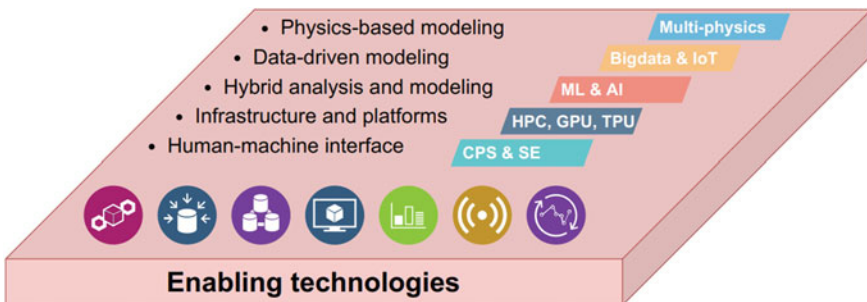 • Physics-based modeling
Multi-physics
• Data-driven modeling
Bigdata & IoT
• Hybrid analysis and modeling
ML & AI
• Infrastructure and platforms
HPC, GPU, TPU
• Human-machine interface
CPS & SE
Enabling technologies